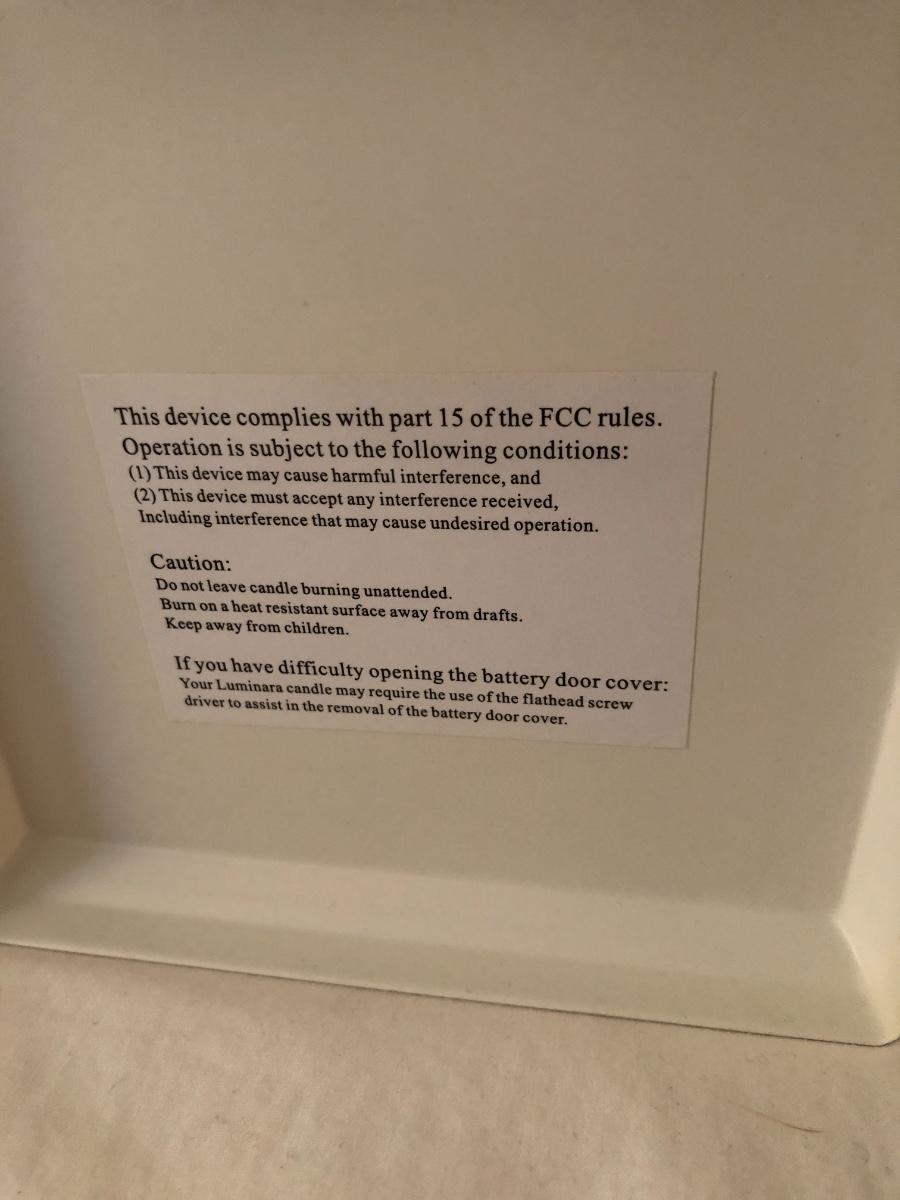 This device complies with part 15 of the FCC rules.
Operation is subject to the following conditions:
(1) This device may cause harmful interference, and
(2) This device must accept any interference received,
Including interference that may cause undesired operation.
Caution:
Do not leave candle burning unattended.
Burn on a heat resistant surface away from drafts.
Keep away from children.
If you have difficulty opening the battery door cover:
Your Luminara candle may require the use of the flathead screw
driver to assist in the removal of the battery door cover.